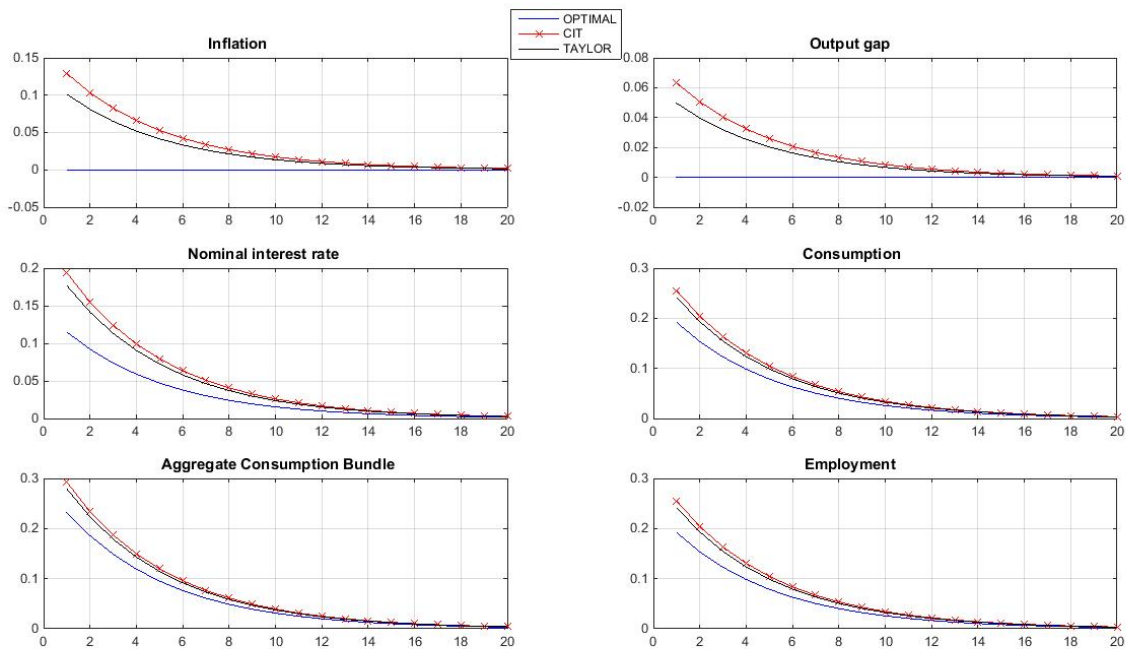 OPTIMAL
CIT
TAYLOR
Inflation
0.15
0.1
0.05
0
-0.05
0 2 4 6 8 10 12 14 16 18 20
Output gap
0.08
0.06
0.04
0.02
0
-0.02
0 2 4 6 8 10 12 14 16 18 20
Nominal interest rate
0.2
0.15
0.1
0.05
0
0 2 4 6 8 10 12 14 16 18 20
Consumption
0.3
0.2
0.1
0
0 2 4 6 8 10 12 14 16 18 20
Aggregate Consumption Bundle
0.3
0.2
0.1
0
0 2 4 6 8 10 12 14 16 18 20
Employment
0.3
0.2
0.1
0
0 2 4 6 8 10 12 14 16 18 20